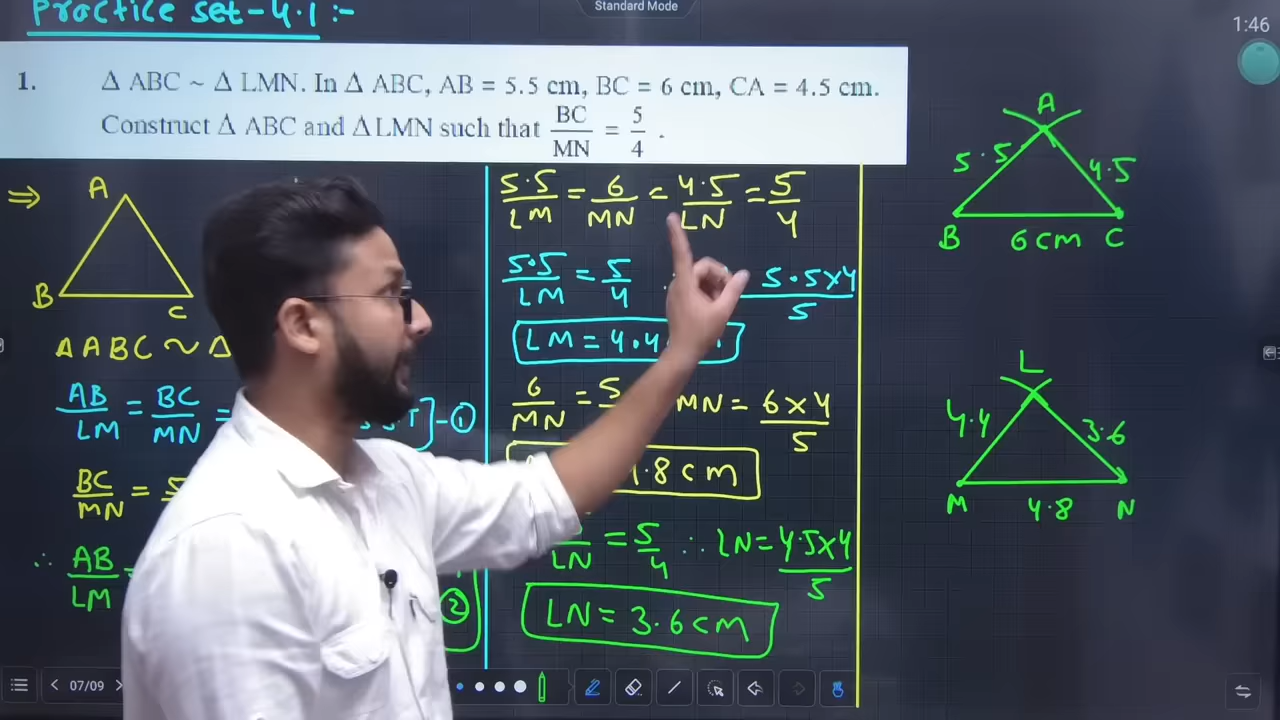 Standard Mode
1:46
Practice set-4.1:-
1. Δ ABC ~ Δ LMN. In Δ ABC, AB = 5.5 cm, BC = 6 cm, CA = 4.5 cm.
Construct Δ ABC and Δ LMN such that BC/MN = 5/4 .
⇒
A
B
C
Δ ABC ~ Δ
AB/LM = BC/MN =
] -①
BC/MN = 5
∴ AB/LM
②
5.5/LM = 6/MN = 4.5/LN = 5/4
5.5/LM = 5/4 5.5×4/5
LM = 4.4
6/MN = 5 MN = 6×4/5
.8 cm
LN = 5/4 ∴ LN = 4.5×4/5
LN = 3.6 cm
A
5.5 4.5
B 6 cm C
L
4.4 3.6
M 4.8 N
07/09